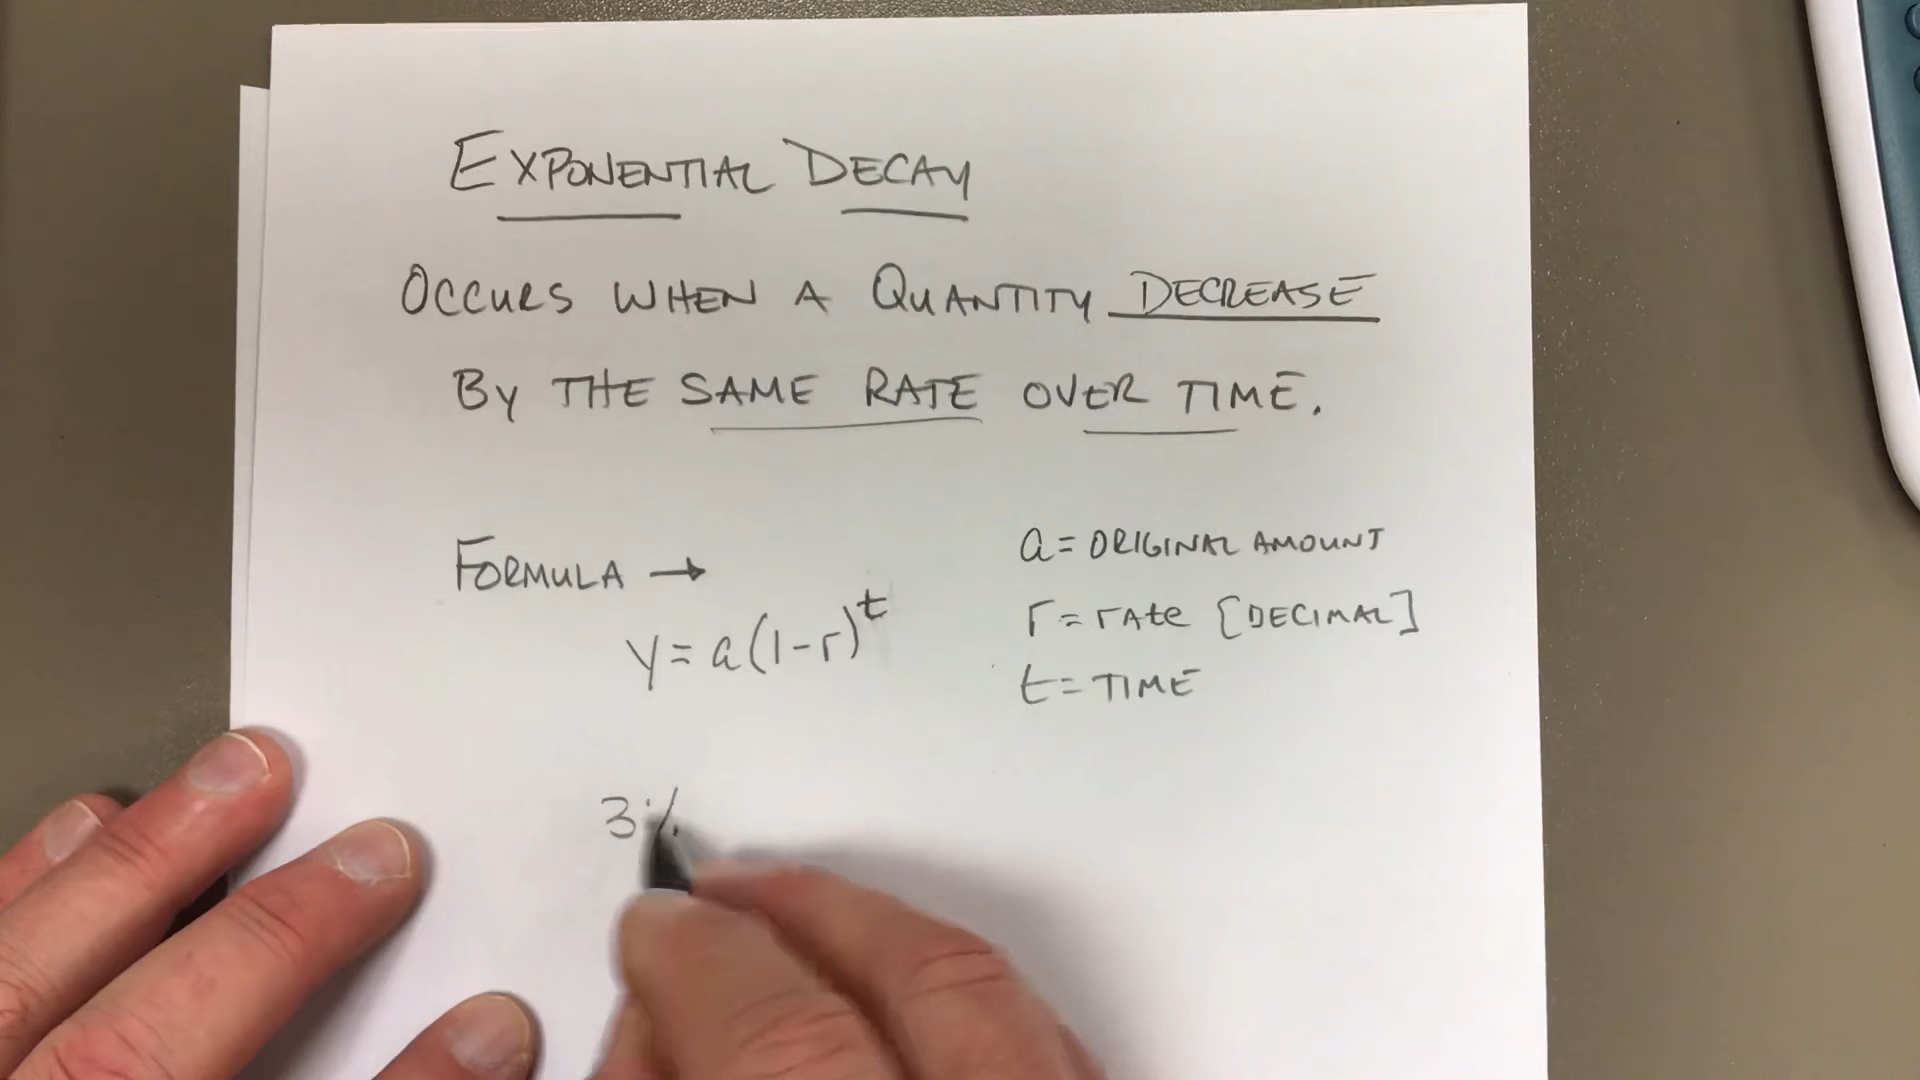 EXPONENTIAL DECAY
OCCURS WHEN A QUANTITY DECREASE
BY THE SAME RATE OVER TIME.
FORMULA →
y = a(1-r)^t
a = ORIGINAL AMOUNT
r = rate [DECIMAL]
t = TIME
3%